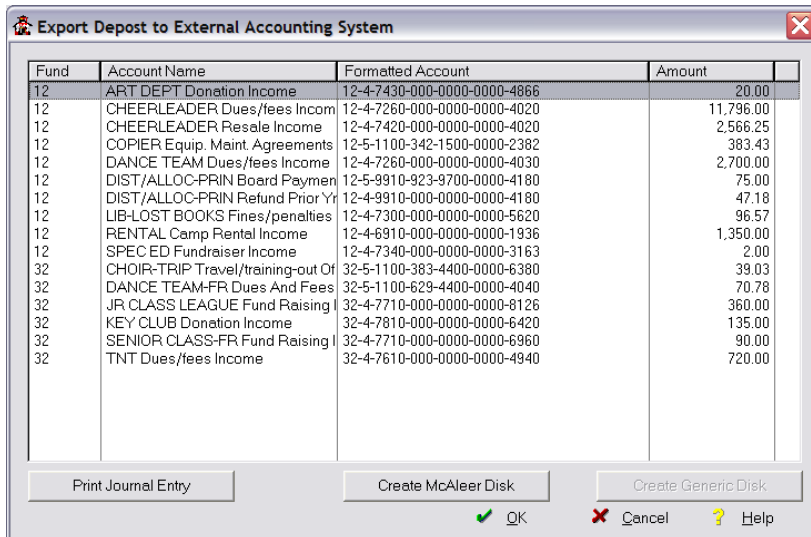 Export Depost to External Accounting System
Fund Account Name Formatted Account Amount
12 ART DEPT Donation Income 12-4-7430-000-0000-0000-4866 20.00
12 CHEERLEADER Dues/fees Incom 12-4-7260-000-0000-0000-4020 11,796.00
12 CHEERLEADER Resale Income 12-4-7420-000-0000-0000-4020 2,566.25
12 COPIER Equip. Maint. Agreements 12-5-1100-342-1500-0000-2382 383.43
12 DANCE TEAM Dues/fees Income 12-4-7260-000-0000-0000-4030 2,700.00
12 DIST/ALLOC-PRIN Board Paymen 12-5-9910-923-9700-0000-4180 75.00
12 DIST/ALLOC-PRIN Refund Prior Yr 12-4-9910-000-0000-0000-4180 47.18
12 LIB-LOST BOOKS Fines/penalties 12-4-7300-000-0000-0000-5620 96.57
12 RENTAL Camp Rental Income 12-4-6910-000-0000-0000-1936 1,350.00
12 SPEC ED Fundraiser Income 12-4-7340-000-0000-0000-3163 2.00
32 CHOIR-TRIP Travel/training-out Of 32-5-1100-383-4400-0000-6380 39.03
32 DANCE TEAM-FR Dues And Fees 32-5-1100-629-4400-0000-4040 70.78
32 JR CLASS LEAGUE Fund Raising I 32-4-7710-000-0000-0000-8126 360.00
32 KEY CLUB Donation Income 32-4-7810-000-0000-0000-6420 135.00
32 SENIOR CLASS-FR Fund Raising I 32-4-7710-000-0000-0000-6960 90.00
32 TNT Dues/fees Income 32-4-7610-000-0000-0000-4940 720.00
Print Journal Entry Create McAleer Disk Create Generic Disk
OK Cancel Help